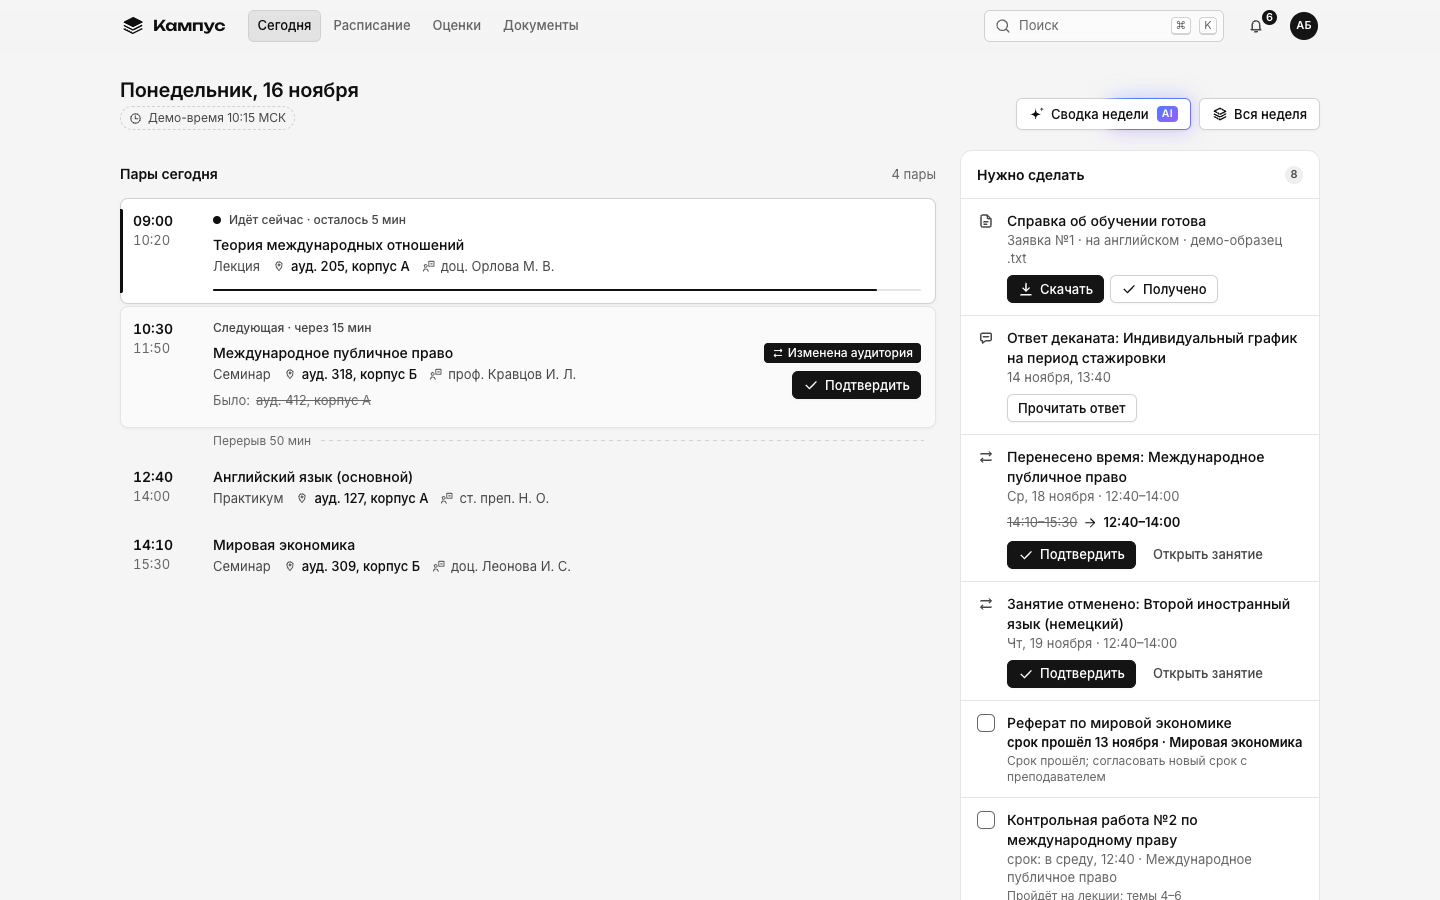 Кампус
Сегодня
Расписание
Оценки
Документы
Поиск
⌘ K
6
АБ
Понедельник, 16 ноября
Демо-время 10:15 МСК
Сводка недели AI
Вся неделя
Пары сегодня
4 пары
09:00
10:20
Идёт сейчас · осталось 5 мин
Теория международных отношений
Лекция ауд. 205, корпус А доц. Орлова М. В.
10:30
11:50
Следующая · через 15 мин
Международное публичное право
Семинар ауд. 318, корпус Б проф. Кравцов И. Л.
Было: ауд. 412, корпус А
Изменена аудитория
Подтвердить
Перерыв 50 мин
12:40
14:00
Английский язык (основной)
Практикум ауд. 127, корпус А ст. преп. Н. О.
14:10
15:30
Мировая экономика
Семинар ауд. 309, корпус Б доц. Леонова И. С.
Нужно сделать
8
Справка об обучении готова
Заявка №1 · на английском · демо-образец
.txt
Скачать
Получено
Ответ деканата: Индивидуальный график
на период стажировки
14 ноября, 13:40
Прочитать ответ
Перенесено время: Международное
публичное право
Ср, 18 ноября · 12:40–14:00
14:10–15:30 → 12:40–14:00
Подтвердить
Открыть занятие
Занятие отменено: Второй иностранный
язык (немецкий)
Чт, 19 ноября · 12:40–14:00
Подтвердить
Открыть занятие
Реферат по мировой экономике
срок прошёл 13 ноября · Мировая экономика
Срок прошёл; согласовать новый срок с
преподавателем
Контрольная работа №2 по
международному праву
срок: в среду, 12:40 · Международное
публичное право
Пройдёт на лекции; темы 4–6